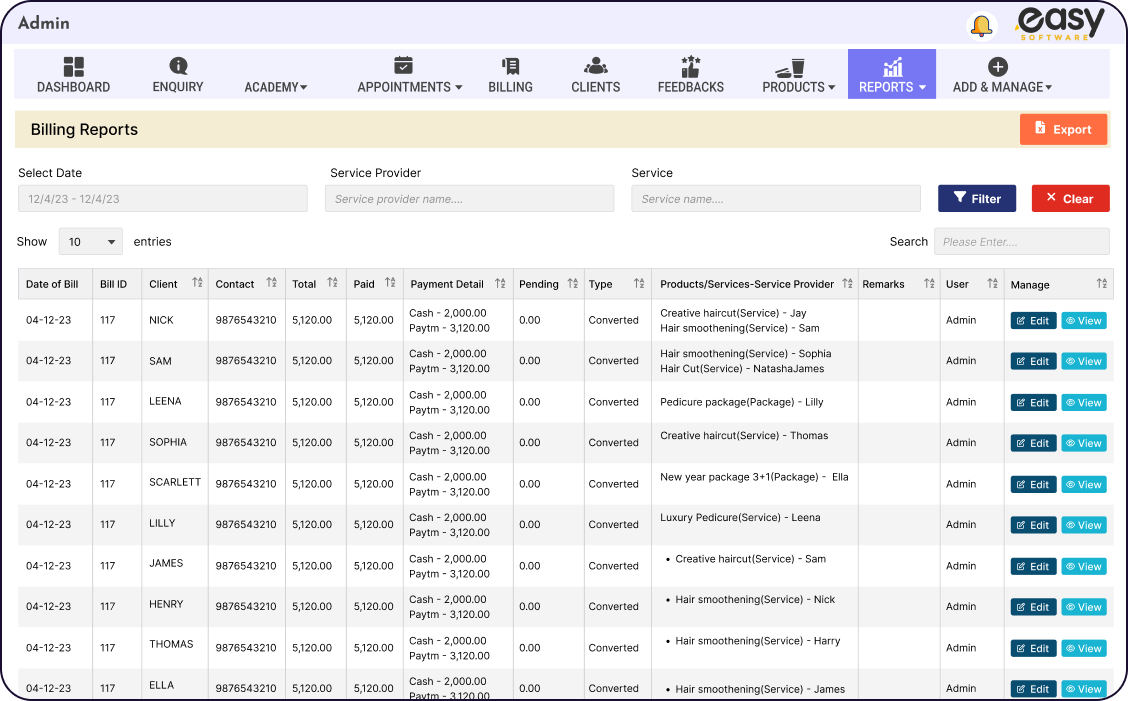 Admin
easy
SOFTWARE
DASHBOARD ENQUIRY ACADEMY APPOINTMENTS BILLING CLIENTS FEEDBACKS PRODUCTS REPORTS ADD & MANAGE
Billing Reports Export
Select Date Service Provider Service
12/4/23 - 12/4/23 Service provider name.... Service name.... Filter Clear
Show 10 entries Search Please Enter....
Date of Bill Bill ID Client Contact Total Paid Payment Detail Pending Type Products/Services-Service Provider Remarks User Manage
04-12-23 117 NICK 9876543210 5,120.00 5,120.00 Cash - 2,000.00 0.00 Converted Creative haircut(Service) - Jay Admin Edit View
Paytm - 3,120.00 Hair smoothening(Service) - Sam
04-12-23 117 SAM 9876543210 5,120.00 5,120.00 Cash - 2,000.00 0.00 Converted Hair smoothening(Service) - Sophia Admin Edit View
Paytm - 3,120.00 Hair Cut(Service) - NatashaJames
04-12-23 117 LEENA 9876543210 5,120.00 5,120.00 Cash - 2,000.00 0.00 Converted Pedicure package(Package) - Lilly Admin Edit View
Paytm - 3,120.00
04-12-23 117 SOPHIA 9876543210 5,120.00 5,120.00 Cash - 2,000.00 0.00 Converted Creative haircut(Service) - Thomas Admin Edit View
Paytm - 3,120.00
04-12-23 117 SCARLETT 9876543210 5,120.00 5,120.00 Cash - 2,000.00 0.00 Converted New year package 3+1(Package) - Ella Admin Edit View
Paytm - 3,120.00
04-12-23 117 LILLY 9876543210 5,120.00 5,120.00 Cash - 2,000.00 0.00 Converted Luxury Pedicure(Service) - Leena Admin Edit View
Paytm - 3,120.00
04-12-23 117 JAMES 9876543210 5,120.00 5,120.00 Cash - 2,000.00 0.00 Converted • Creative haircut(Service) - Sam Admin Edit View
Paytm - 3,120.00
04-12-23 117 HENRY 9876543210 5,120.00 5,120.00 Cash - 2,000.00 0.00 Converted • Hair smoothening(Service) - Nick Admin Edit View
Paytm - 3,120.00
04-12-23 117 THOMAS 9876543210 5,120.00 5,120.00 Cash - 2,000.00 0.00 Converted • Hair smoothening(Service) - Harry Admin Edit View
Paytm - 3,120.00
04-12-23 117 ELLA 9876543210 5,120.00 5,120.00 Cash - 2,000.00 0.00 Converted • Hair smoothening(Service) - James Admin Edit View
Paytm - 3,120.00